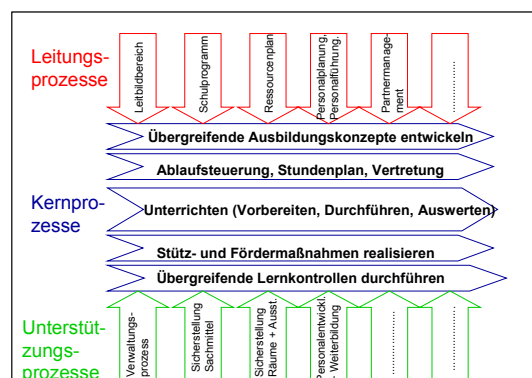 Leitungs-
prozesse
Leitbildbereich
Schulprogramm
Ressourcenplan
Personalplanung,
Personalführung.
Partnermanage-
ment
............
Übergreifende Ausbildungskonzepte entwickeln
Ablaufsteuerung, Stundenplan, Vertretung
Kernpro-
zesse
Unterrichten (Vorbereiten, Durchführen, Auswerten)
Stütz- und Fördermaßnahmen realisieren
Übergreifende Lernkontrollen durchführen
Unterstüt-
zungs-
prozesse
Verwaltungs-
prozess
Sicherstellung
Sachmittel
Sicherstellung
Räume + Ausst.
Personalentwickl.
- Weiterbildung
............
............